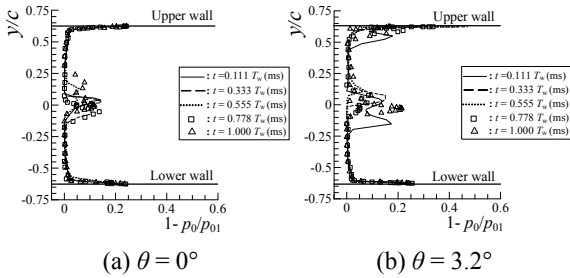 Upper wall
y/c
0.75
0.50
0.25
0
-0.25
-0.50
-0.75
: t = 0.111 Tw (ms)
: t = 0.333 Tw (ms)
: t = 0.555 Tw (ms)
: t = 0.778 Tw (ms)
: t = 1.000 Tw (ms)
Lower wall
0 0.2 0.4 0.6
1- p0/p01
(a) θ = 0°
Upper wall
y/c
0.75
0.50
0.25
0
-0.25
-0.50
-0.75
: t = 0.111 Tw (ms)
: t = 0.333 Tw (ms)
: t = 0.555 Tw (ms)
: t = 0.778 Tw (ms)
: t = 1.000 Tw (ms)
Lower wall
0 0.2 0.4 0.6
1- p0/p01
(b) θ = 3.2°